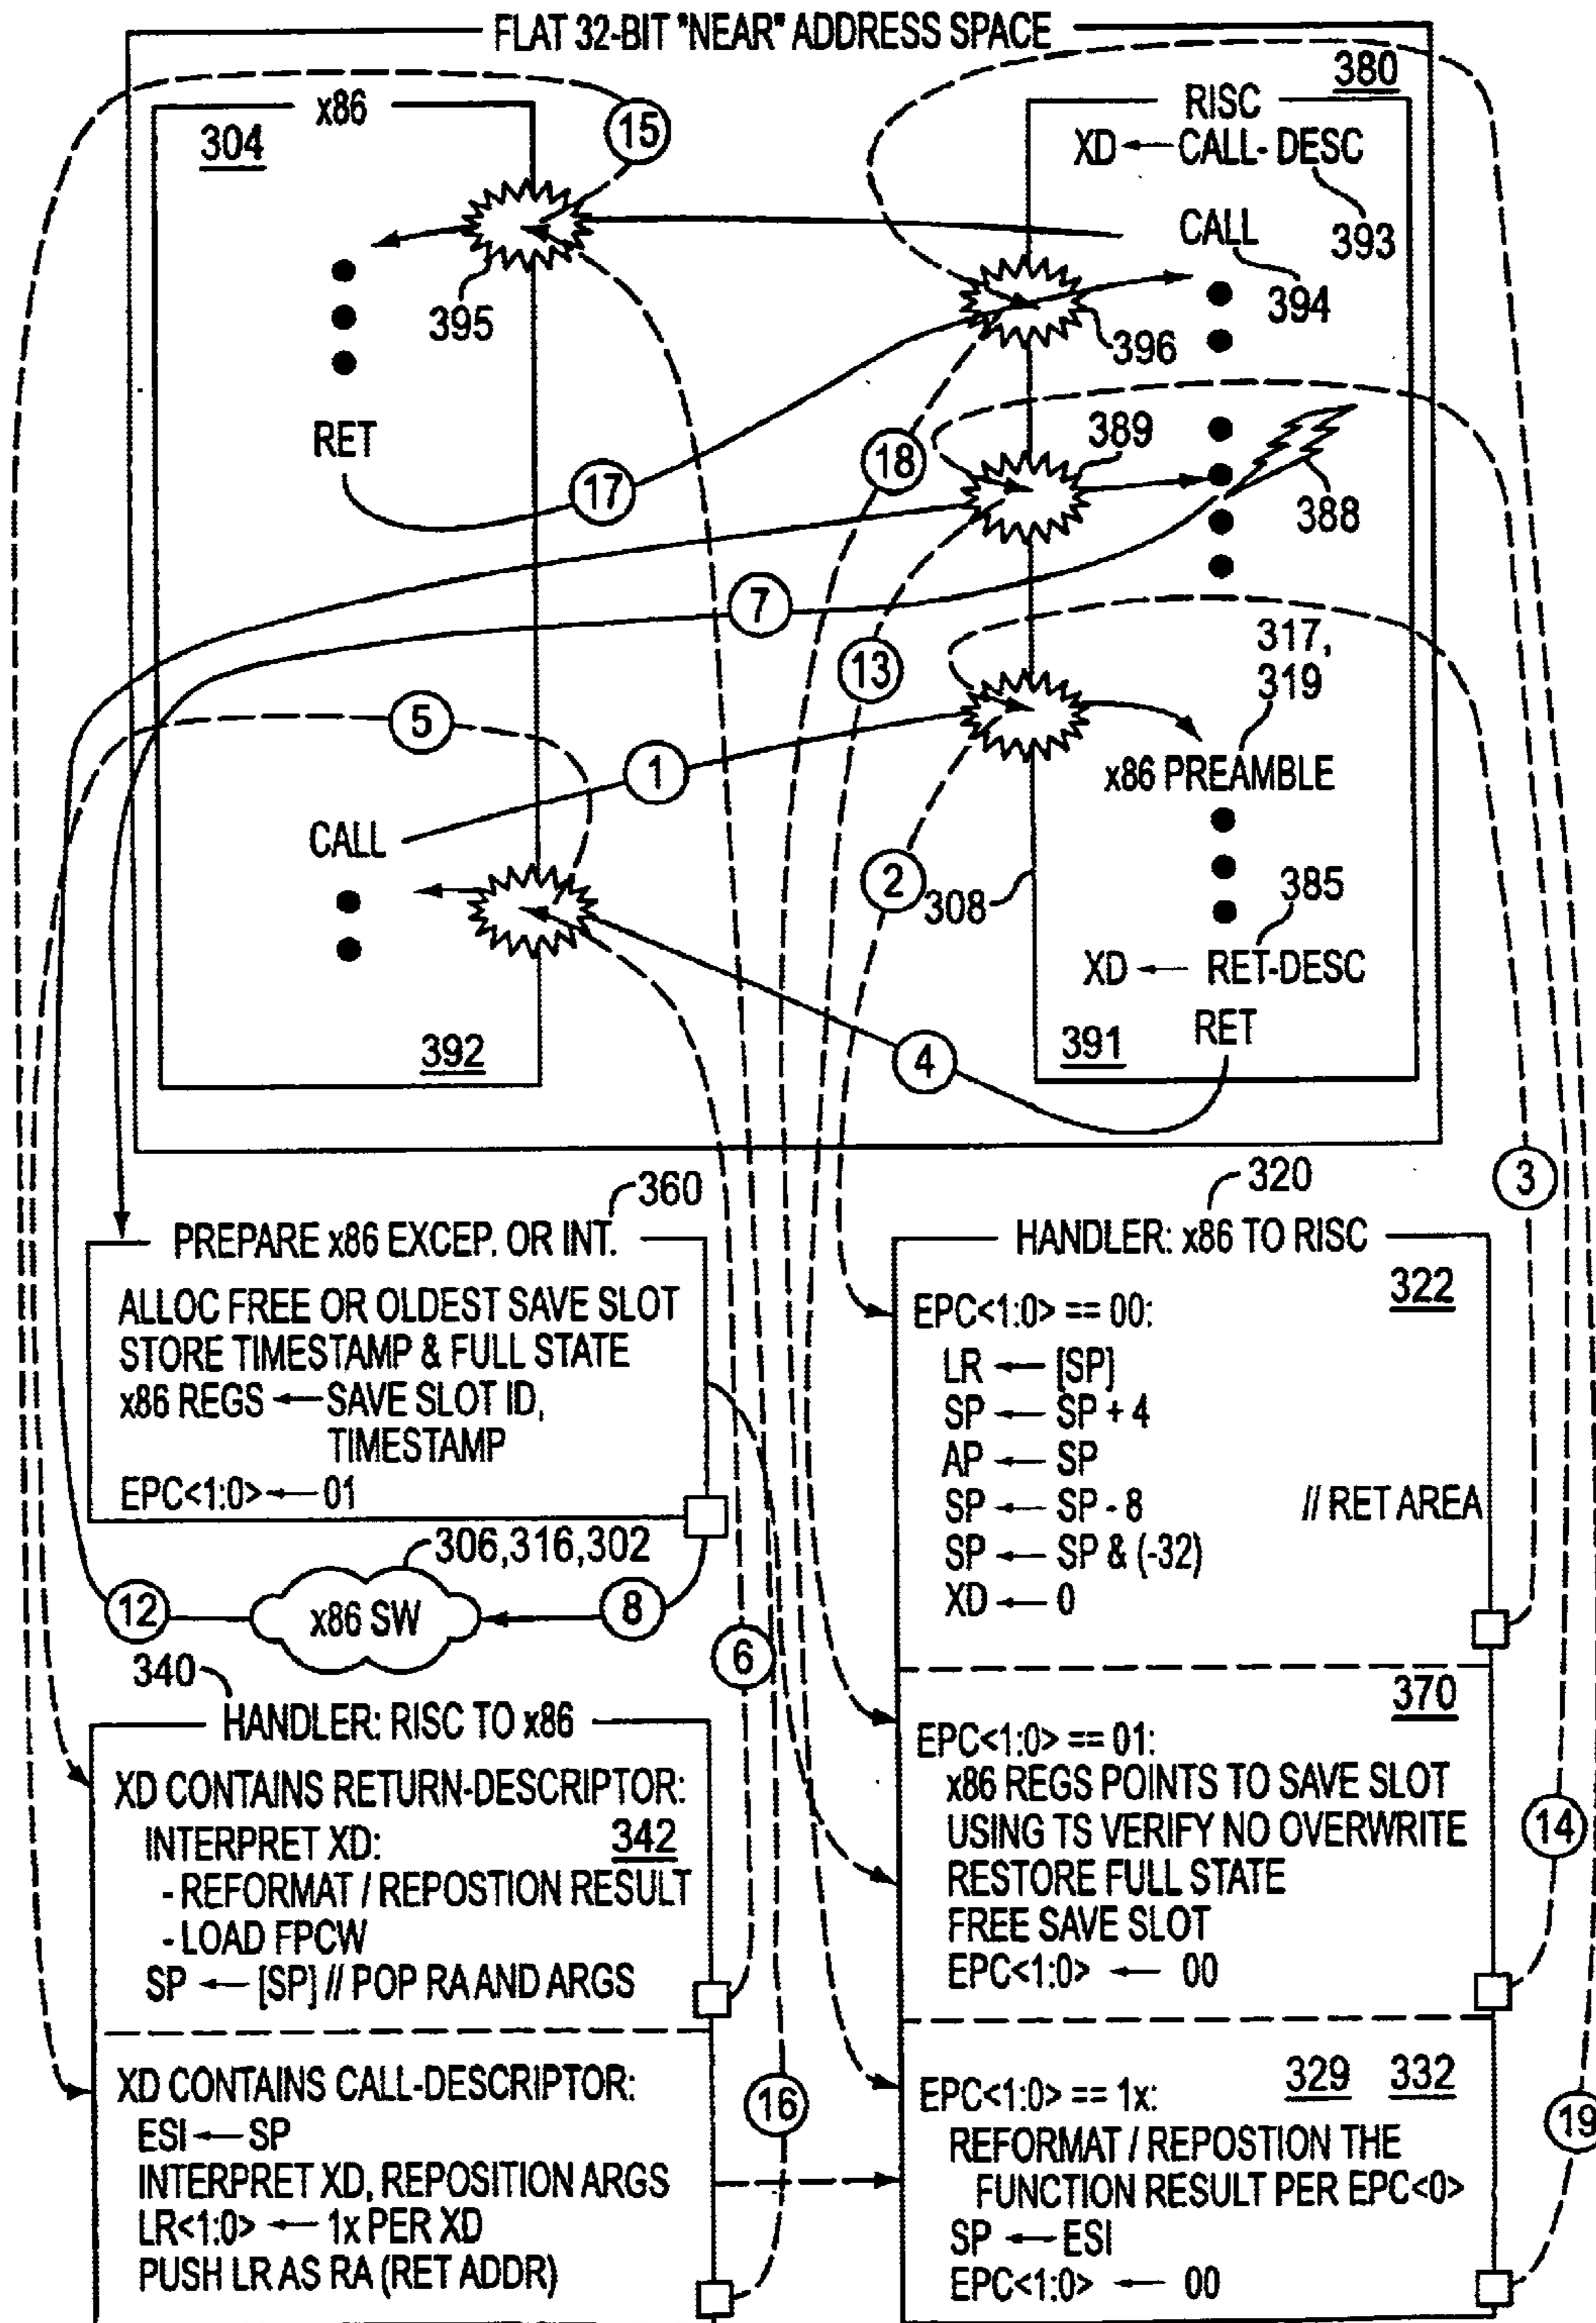 FLAT 32-BIT "NEAR" ADDRESS SPACE
x86
304
15
395
RET
17
5
1
CALL
392
380
RISC
XD ← CALL- DESC
393
CALL
394
396
18
389
388
7
13
317,
319
x86 PREAMBLE
2
308
385
XD ← RET-DESC
RET
391
4
3
360
PREPARE x86 EXCEP. OR INT.
ALLOC FREE OR OLDEST SAVE SLOT
STORE TIMESTAMP & FULL STATE
x86 REGS ← SAVE SLOT ID,
TIMESTAMP
EPC<1:0> ← 01
306,316,302
12
x86 SW
8
6
340
HANDLER: RISC TO x86
XD CONTAINS RETURN-DESCRIPTOR:
INTERPRET XD:
342
- REFORMAT / REPOSTION RESULT
- LOAD FPCW
SP ← [SP] // POP RA AND ARGS
XD CONTAINS CALL-DESCRIPTOR:
ESI ← SP
INTERPRET XD, REPOSITION ARGS
LR<1:0> ← 1x PER XD
PUSH LR AS RA (RET ADDR)
16
320
HANDLER: x86 TO RISC
322
EPC<1:0> == 00:
LR ← [SP]
SP ← SP + 4
AP ← SP
SP ← SP - 8 // RET AREA
SP ← SP & (-32)
XD ← 0
370
EPC<1:0> == 01:
x86 REGS POINTS TO SAVE SLOT
USING TS VERIFY NO OVERWRITE
RESTORE FULL STATE
FREE SAVE SLOT
EPC<1:0> ← 00
14
329 332
EPC<1:0> == 1x:
REFORMAT / REPOSTION THE
FUNCTION RESULT PER EPC<0>
SP ← ESI
EPC<1:0> ← 00
19